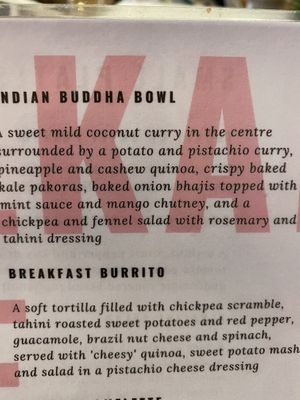 INDIAN BUDDHA BOWL
A sweet mild coconut curry in the centre
surrounded by a potato and pistachio curry,
pineapple and cashew quinoa, crispy baked
kale pakoras, baked onion bhajis topped with
mint sauce and mango chutney, and a
chickpea and fennel salad with rosemary and
tahini dressing
KA
BREAKFAST BURRITO
A soft tortilla filled with chickpea scramble,
tahini roasted sweet potatoes and red pepper,
guacamole, brazil nut cheese and spinach,
served with 'cheesy' quinoa, sweet potato mash
and salad in a pistachio cheese dressing